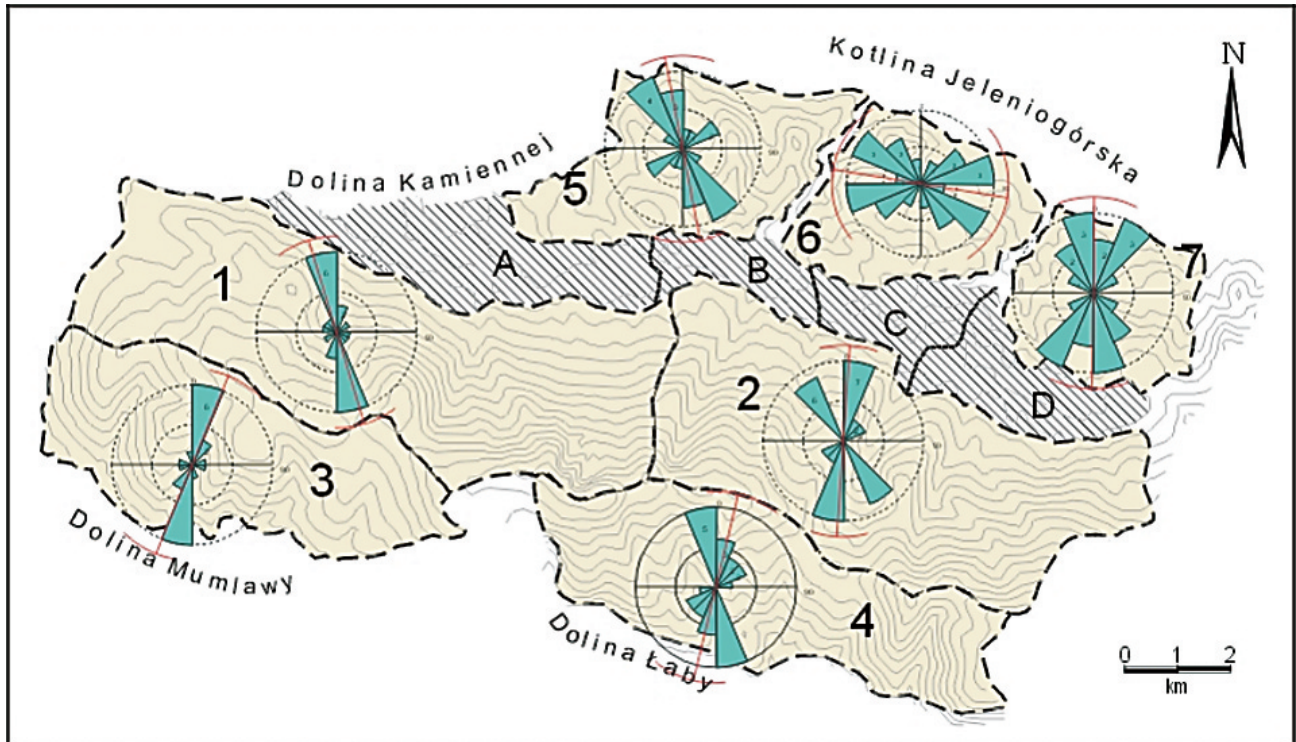 Kotlina Jeleniogórska
N
Dolina Kamiennej
5
6
7
1
A
B
C
2
D
3
4
Dolina Mumlawy
Dolina Łaby
0 1 2
km